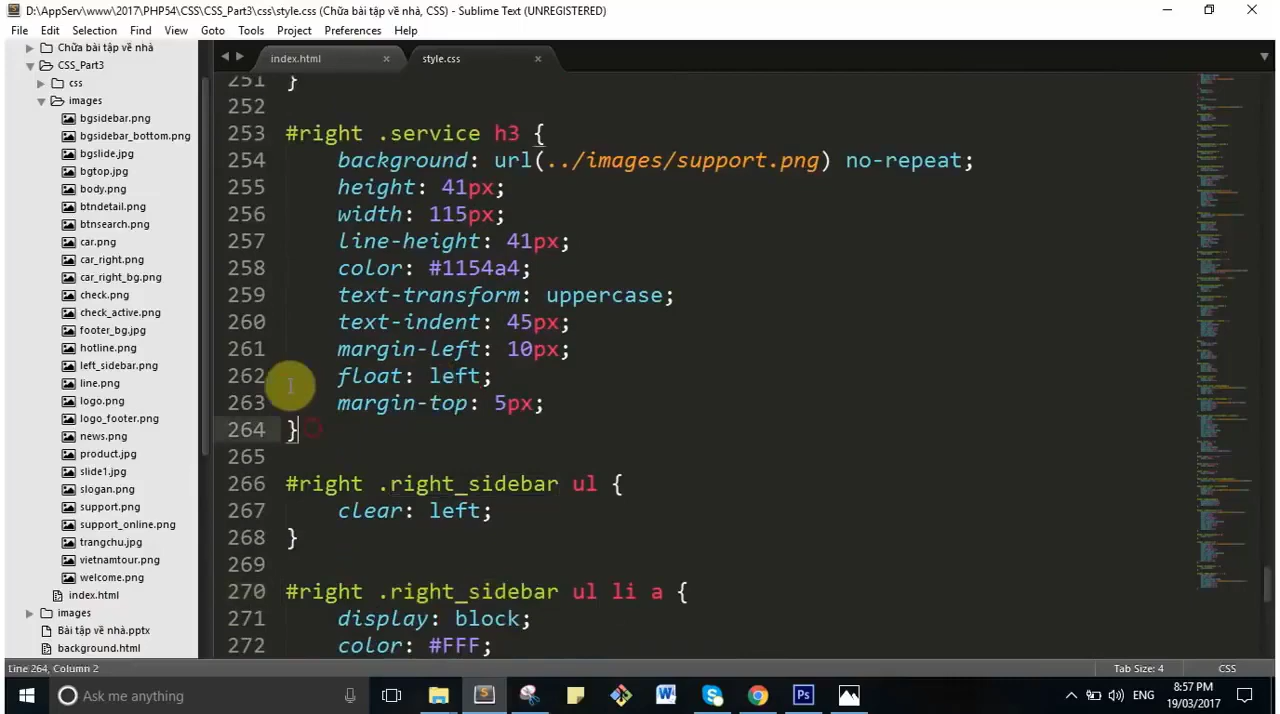 D:\AppServ\www\2017\PHP54\CSS\CSS_Part3\css\style.css (Chữa bài tập về nhà, CSS) - Sublime Text (UNREGISTERED)
File Edit Selection Find View Goto Tools Project Preferences Help
Chữa bài tập về nhà
CSS_Part3
css
images
bgsidebar.png
bgsidebar_bottom.png
bgslide.jpg
bgtop.jpg
body.png
btndetail.png
btnsearch.png
car.png
car_right.png
car_right_bg.png
check.png
check_active.png
footer_bg.jpg
hotline.png
left_sidebar.png
line.png
logo.png
logo_footer.png
news.png
product.jpg
slide1.jpg
slogan.png
support.png
support_online.png
trangchu.jpg
vietnamtour.png
welcome.png
index.html
images
Bài tập về nhà.pptx
background.html
index.html style.css
251 }
252
253 #right .service h3 {
254 background: url(../images/support.png) no-repeat;
255 height: 41px;
256 width: 115px;
257 line-height: 41px;
258 color: #1154a4;
259 text-transform: uppercase;
260 text-indent: 45px;
261 margin-left: 10px;
262 float: left;
263 margin-top: 5px;
264 }
265
266 #right .right_sidebar ul {
267 clear: left;
268 }
269
270 #right .right_sidebar ul li a {
271 display: block;
272 color: #FFF;
Line 264, Column 2 Tab Size: 4 CSS
Ask me anything
ENG
8:57 PM
19/03/2017